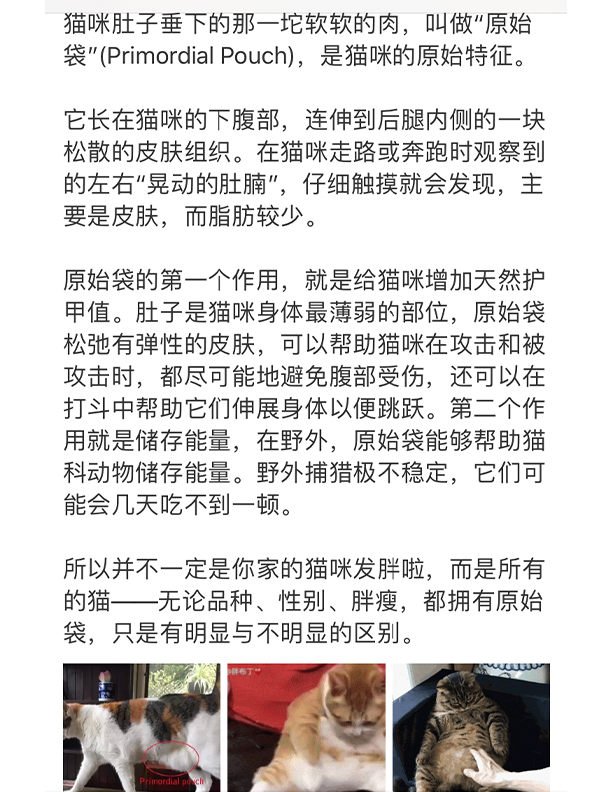 猫咪肚子垂下的那一坨软软的肉，叫做“原始
袋”(Primordial Pouch)，是猫咪的原始特征。
它长在猫咪的下腹部，连伸到后腿内侧的一块
松散的皮肤组织。在猫咪走路或奔跑时观察到
的左右“晃动的肚腩”，仔细触摸就会发现，主
要是皮肤，而脂肪较少。
原始袋的第一个作用，就是给猫咪增加天然护
甲值。肚子是猫咪身体最薄弱的部位，原始袋
松弛有弹性的皮肤，可以帮助猫咪在攻击和被
攻击时，都尽可能地避免腹部受伤，还可以在
打斗中帮助它们伸展身体以便跳跃。第二个作
用就是储存能量，在野外，原始袋能够帮助猫
科动物储存能量。野外捕猎极不稳定，它们可
能会几天吃不到一顿。
所以并不一定是你家的猫咪发胖啦，而是所有
的猫——无论品种、性别、胖瘦，都拥有原始
袋，只是有明显与不明显的区别。
Primordial pouch
@胖布丁